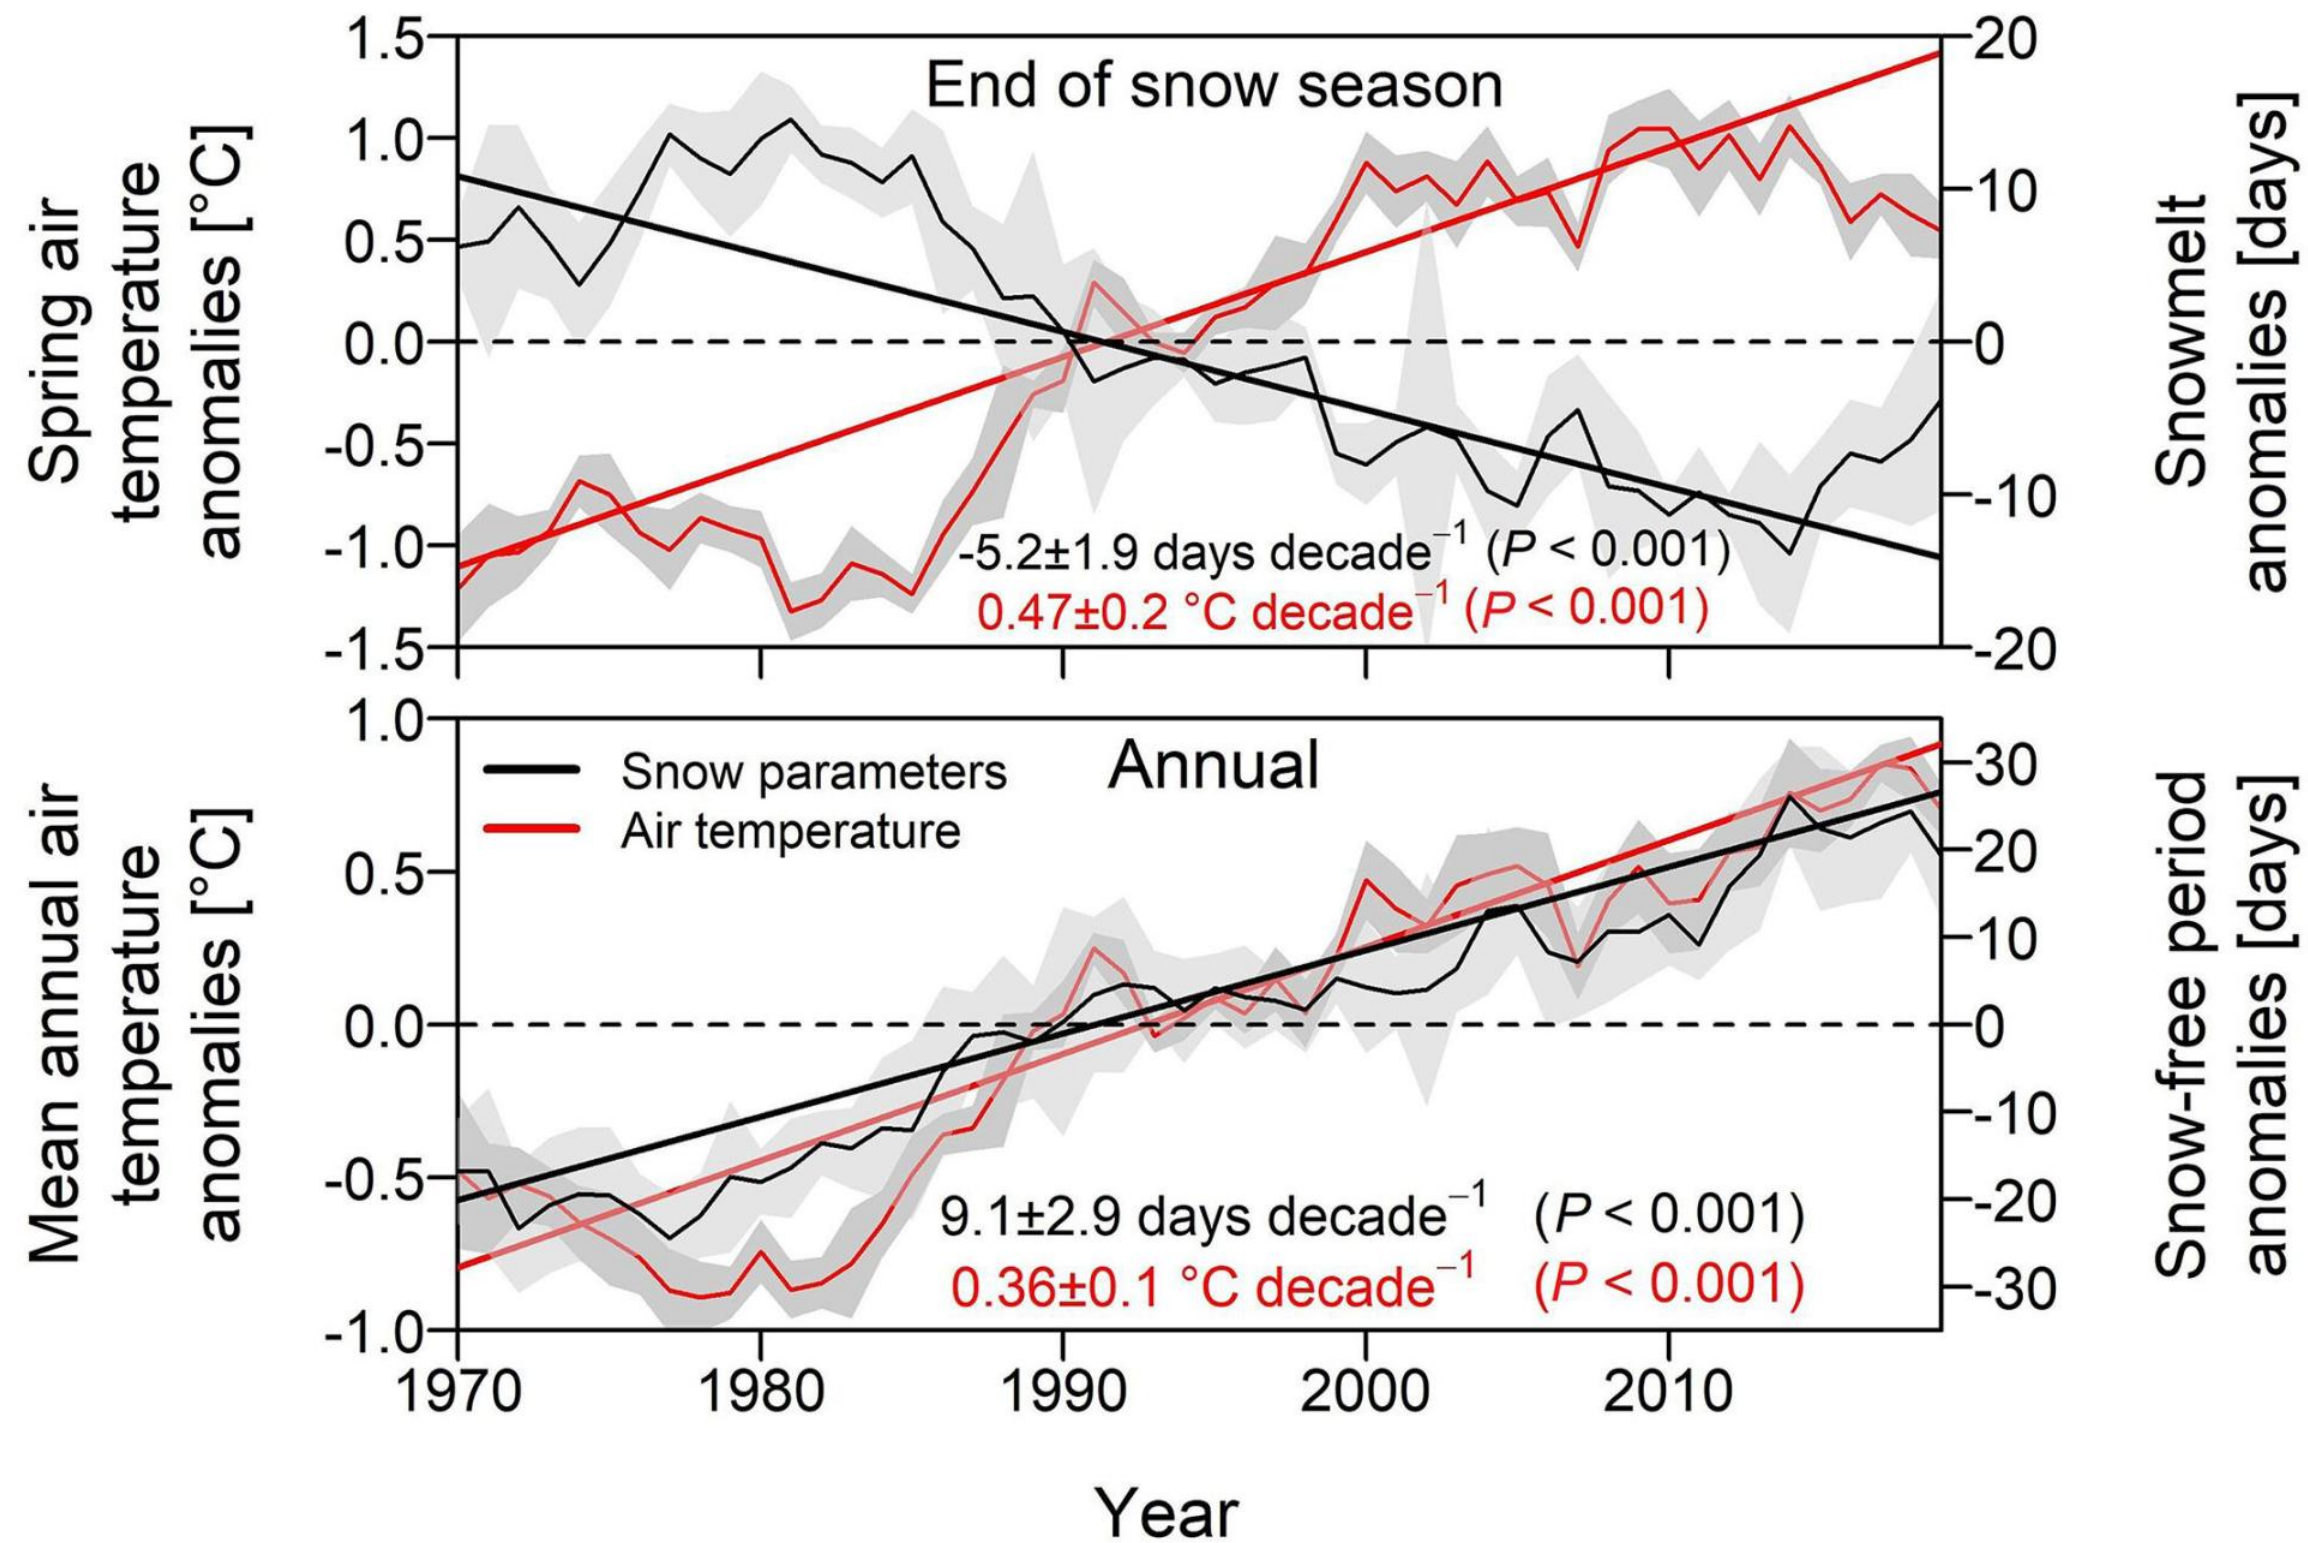 End of snow season
1.5
1.0
0.5
0.0
-0.5
-1.0
-1.5
Spring air
temperature
anomalies [°C]
20
10
0
-10
-20
Snowmelt
anomalies [days]
-5.2±1.9 days decade⁻¹ (P < 0.001)
0.47±0.2 °C decade⁻¹ (P < 0.001)
Annual
Snow parameters
Air temperature
1.0
0.5
0.0
-0.5
-1.0
Mean annual air
temperature
anomalies [°C]
30
20
10
0
-10
-20
-30
Snow-free period
anomalies [days]
9.1±2.9 days decade⁻¹ (P < 0.001)
0.36±0.1 °C decade⁻¹ (P < 0.001)
1970 1980 1990 2000 2010
Year